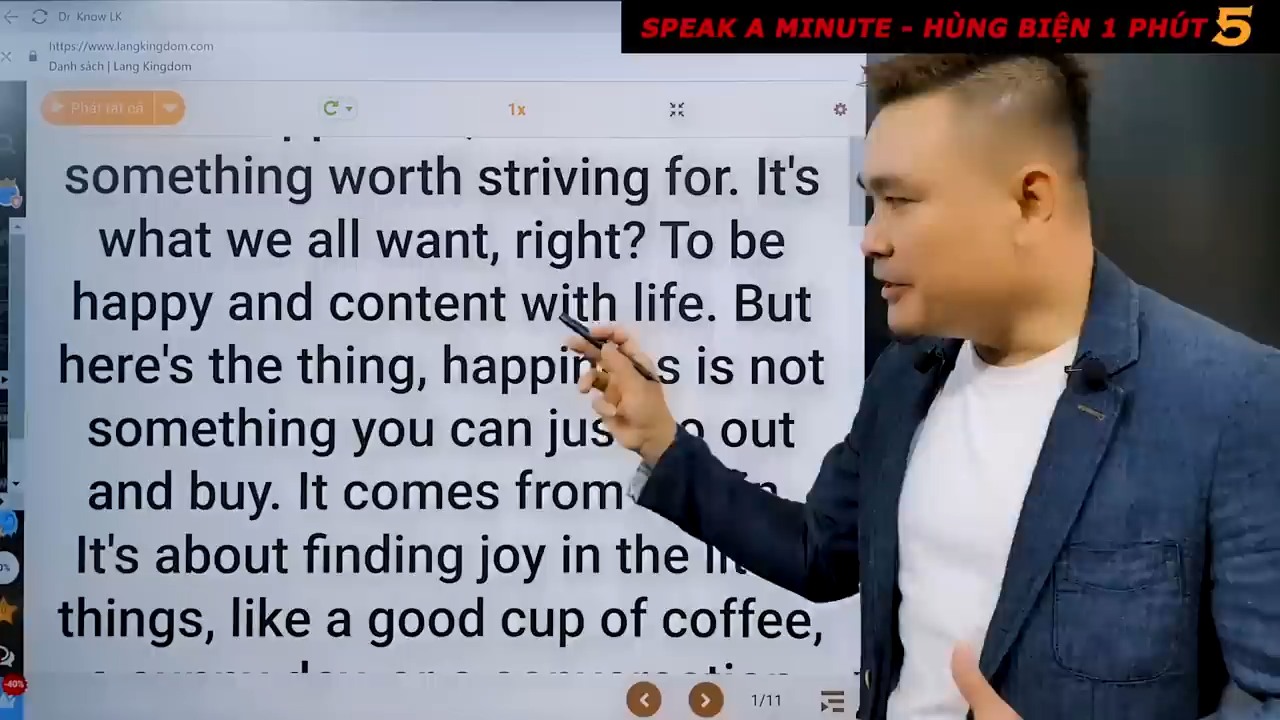 Dr. Know LK
SPEAK A MINUTE - HÙNG BIỆN 1 PHÚT 5
https://www.langkingdom.com
Danh sách | Lang Kingdom
Phát tất cả
1x
something worth striving for. It's
what we all want, right? To be
happy and content with life. But
here's the thing, is not
something you can out
and buy. It comes from
It's about finding joy in the
things, like a good cup of coffee,
1/11
-40%